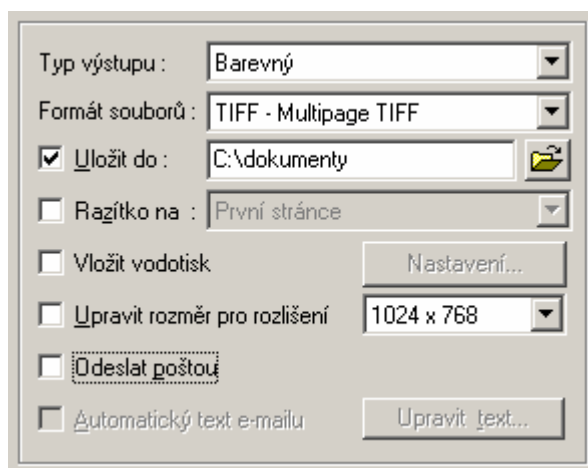 Typ výstupu : Barevný
Formát souborů : TIFF - Multipage TIFF
Uložit do : C:\dokumenty
Razítko na : První stránce
Vložit vodotisk Nastavení...
Upravit rozměr pro rozlišení 1024 x 768
Odeslat poštou
Automatický text e-mailu Upravit text...